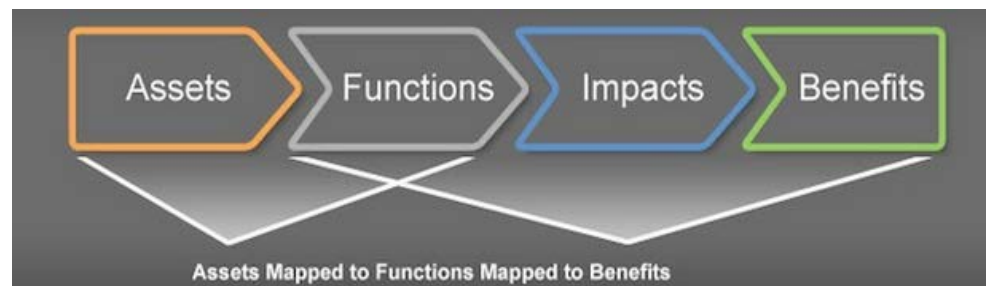 Assets Functions Impacts Benefits
Assets Mapped to Functions Mapped to Benefits